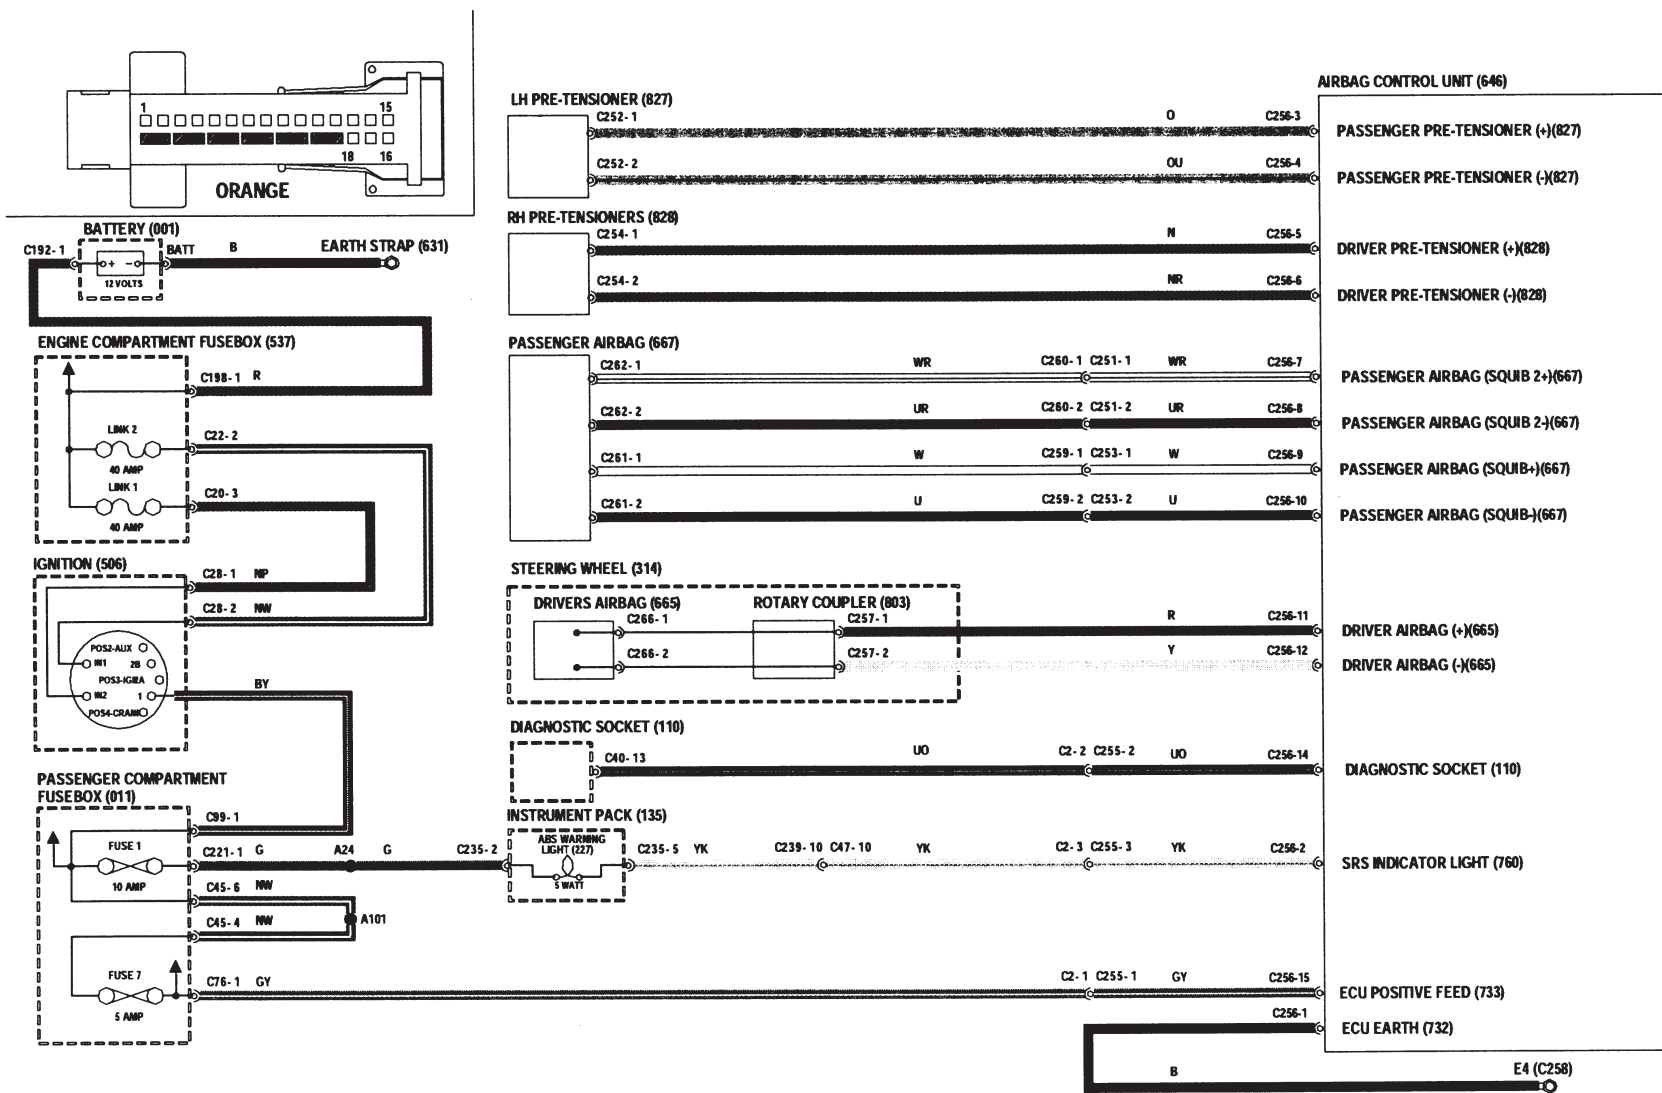 1 15
18 16
ORANGE
BATTERY (001)
C192-1 BATT B EARTH STRAP (631)
+ -
12 VOLTS
ENGINE COMPARTMENT FUSEBOX (537)
C198-1 R
LINK 2
C22-2
40 AMP
LINK 1
C20-3
40 AMP
IGNITION (506)
C28-1 NP
C28-2 NW
POS2-AUX
IN1 2B
POS3-IGRA
IN2 1
POS4-CRANK
BY
PASSENGER COMPARTMENT
FUSEBOX (011)
C99-1
FUSE 1
C221-1 G A24 G C235-2
10 AMP
C45-6 NW
A101
C45-4 NW
FUSE 7
C76-1 GY
5 AMP
LH PRE-TENSIONER (827)
C252-1 O C256-3
C252-2 OU C256-4
RH PRE-TENSIONERS (828)
C254-1 N C256-5
C254-2 NR C256-6
PASSENGER AIRBAG (667)
C262-1 WR C260-1 C251-1 WR C256-7
C262-2 UR C260-2 C251-2 UR C256-8
C261-1 W C259-1 C253-1 W C256-9
C261-2 U C259-2 C253-2 U C256-10
STEERING WHEEL (314)
DRIVERS AIRBAG (665) ROTARY COUPLER (803)
C266-1 C257-1 R C256-11
C266-2 C257-2 Y C256-12
DIAGNOSTIC SOCKET (110)
C40-13 UO C2-2 C255-2 UO C256-14
INSTRUMENT PACK (135)
ABS WARNING
LIGHT (227)
5 WATT
C235-5 YK C239-10 C47-10 YK C2-3 C255-3 YK C256-2
C2-1 C255-1 GY C256-15
C256-1
B E4 (C258)
AIRBAG CONTROL UNIT (646)
PASSENGER PRE-TENSIONER (+)(827)
PASSENGER PRE-TENSIONER (-)(827)
DRIVER PRE-TENSIONER (+)(828)
DRIVER PRE-TENSIONER (-)(828)
PASSENGER AIRBAG (SQUIB 2+)(667)
PASSENGER AIRBAG (SQUIB 2-)(667)
PASSENGER AIRBAG (SQUIB+)(667)
PASSENGER AIRBAG (SQUIB-)(667)
DRIVER AIRBAG (+)(665)
DRIVER AIRBAG (-)(665)
DIAGNOSTIC SOCKET (110)
SRS INDICATOR LIGHT (760)
ECU POSITIVE FEED (733)
ECU EARTH (732)